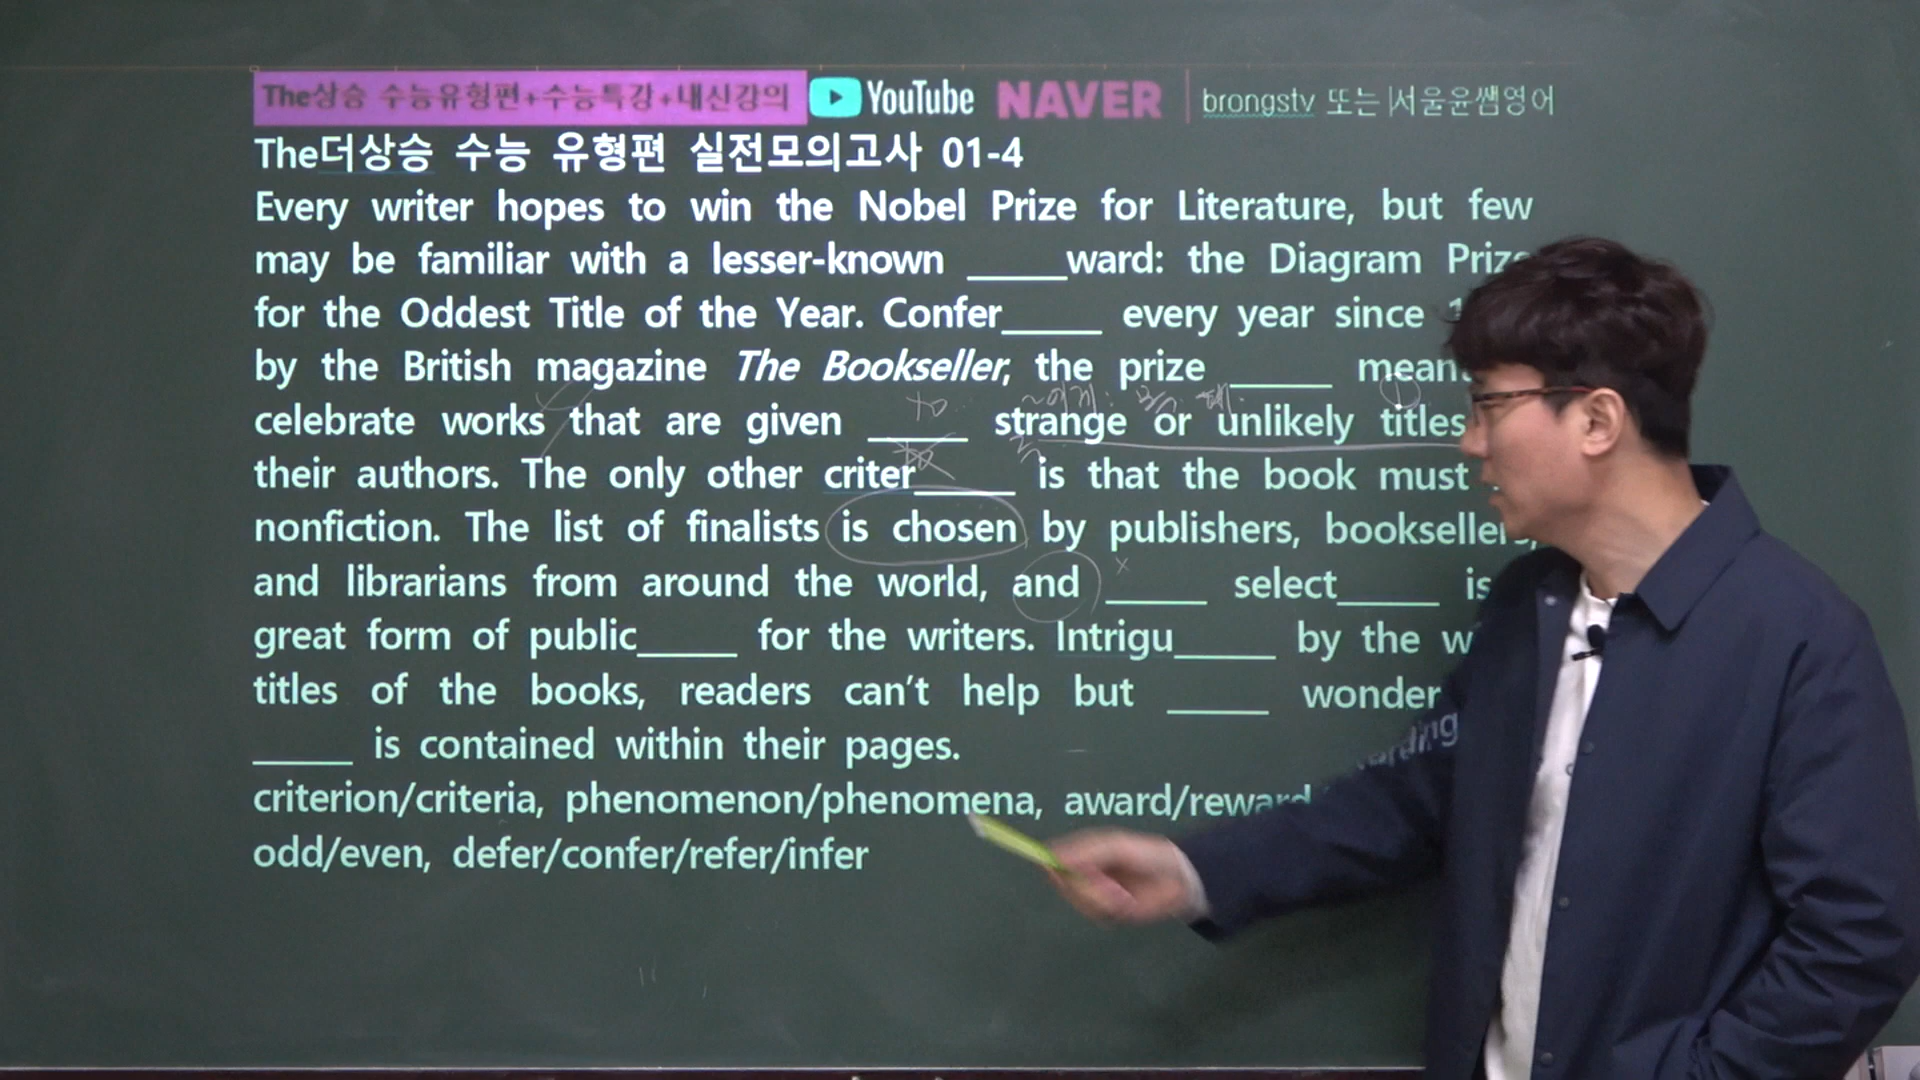 The상승 수능유형편+수능특강+내신강의 YouTube NAVER brongstv 또는 서울윤쌤영어
The더상승 수능 유형편 실전모의고사 01-4
Every writer hopes to win the Nobel Prize for Literature, but few
may be familiar with a lesser-known _____ward: the Diagram Prize
for the Oddest Title of the Year. Confer_____ every year since
by the British magazine The Bookseller, the prize _____ meant
celebrate works that are given _____ strange or unlikely titles
their authors. The only other criter_____ is that the book must
nonfiction. The list of finalists is chosen by publishers, booksellers,
and librarians from around the world, and _____ select_____ is
great form of public_____ for the writers. Intrigu_____ by the
titles of the books, readers can't help but _____ wonder
_____ is contained within their pages.
criterion/criteria, phenomenon/phenomena, award/reward
odd/even, defer/confer/refer/infer